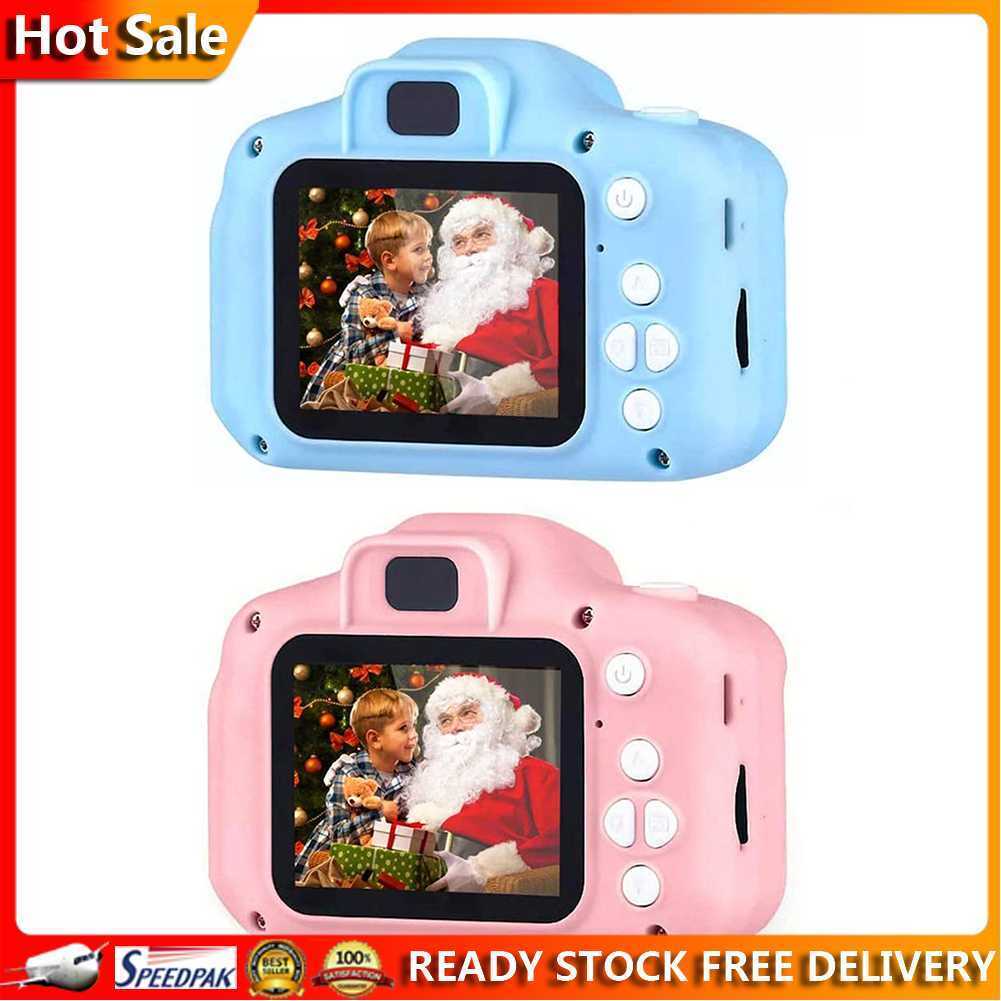 Hot Sale
SPEEDPAK
BEST
SELLER
100%
SATISFACTION
READY STOCK FREE DELIVERY